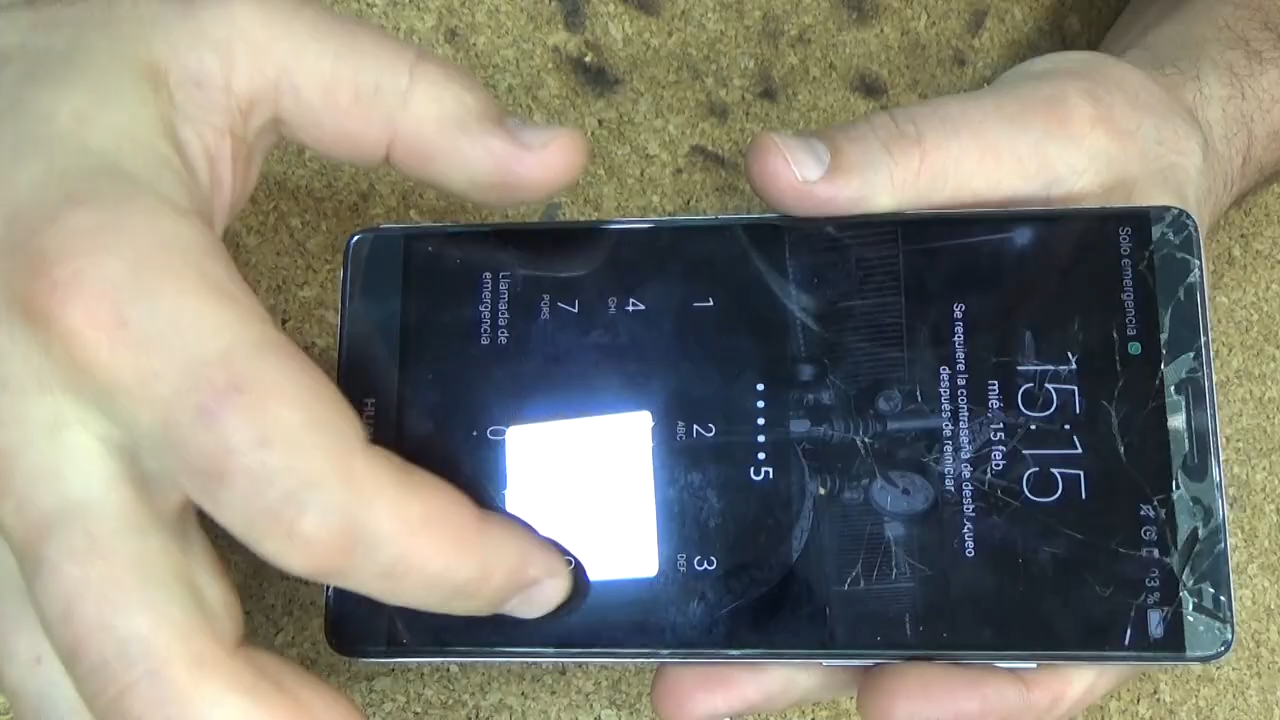 Solo emergencia
15:15
mié., 15 feb.
Se requiere la contraseña de desbloqueo
después de reiniciar
•••••5
1
2 ABC
3 DEF
4 GHI
7 PQRS
0 +
Llamada de
emergencia